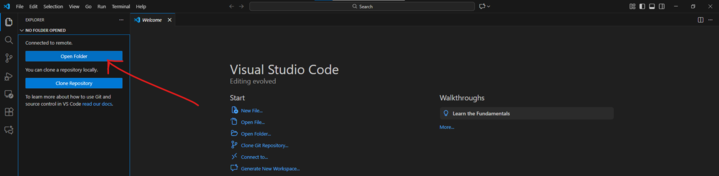 File Edit Selection View Go Run Terminal Help
Search
EXPLORER
Welcome
NO FOLDER OPENED
Connected to remote.
Open Folder
You can clone a repository locally.
Clone Repository
To learn more about how to use Git and
source control in VS Code read our docs.
Visual Studio Code
Editing evolved
Start
New File...
Open File...
Open Folder...
Clone Git Repository...
Connect to...
Generate New Workspace...
Walkthroughs
Learn the Fundamentals
More...